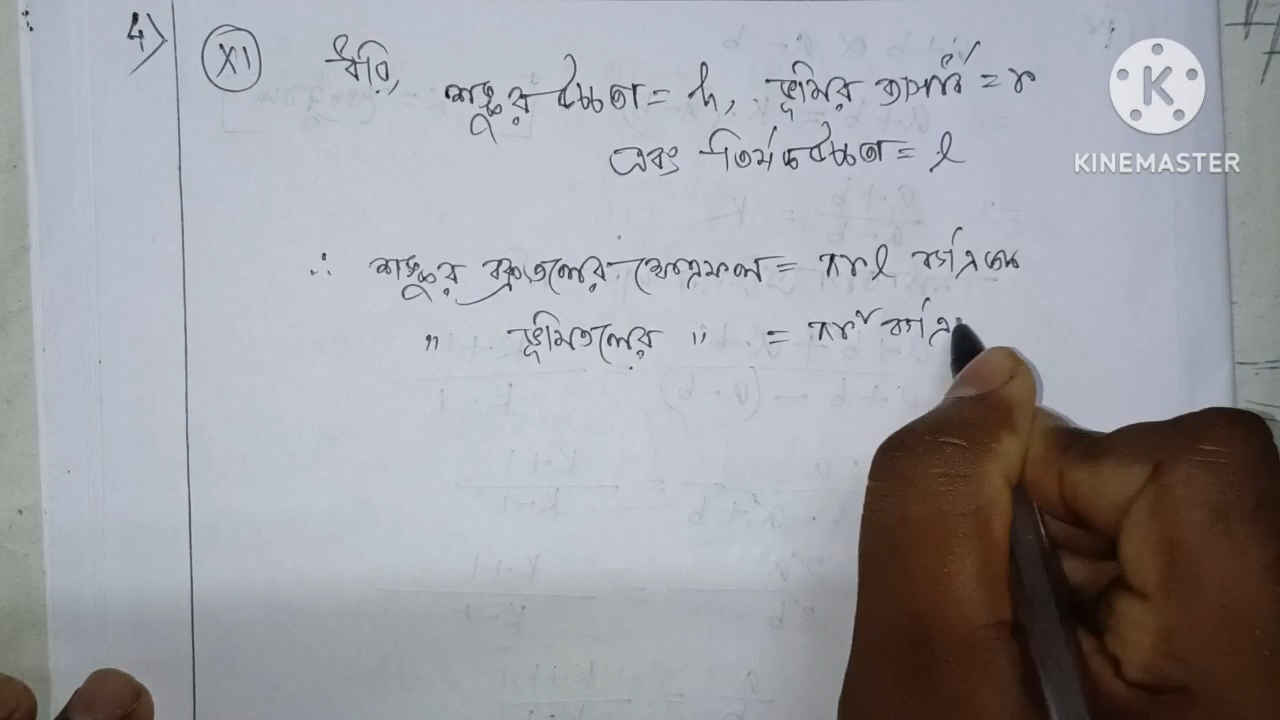 4) (XI) ধরি, শঙ্কুর উচ্চতা = h, ভূমির ব্যাসার্ধ = r
এবং তির্যক উচ্চতা = l
∴ শঙ্কুর বক্রতলের ক্ষেত্রফল = πrl বর্গএকক
" ভূমিতলের " = πr² বর্গএ
K
KINEMASTER